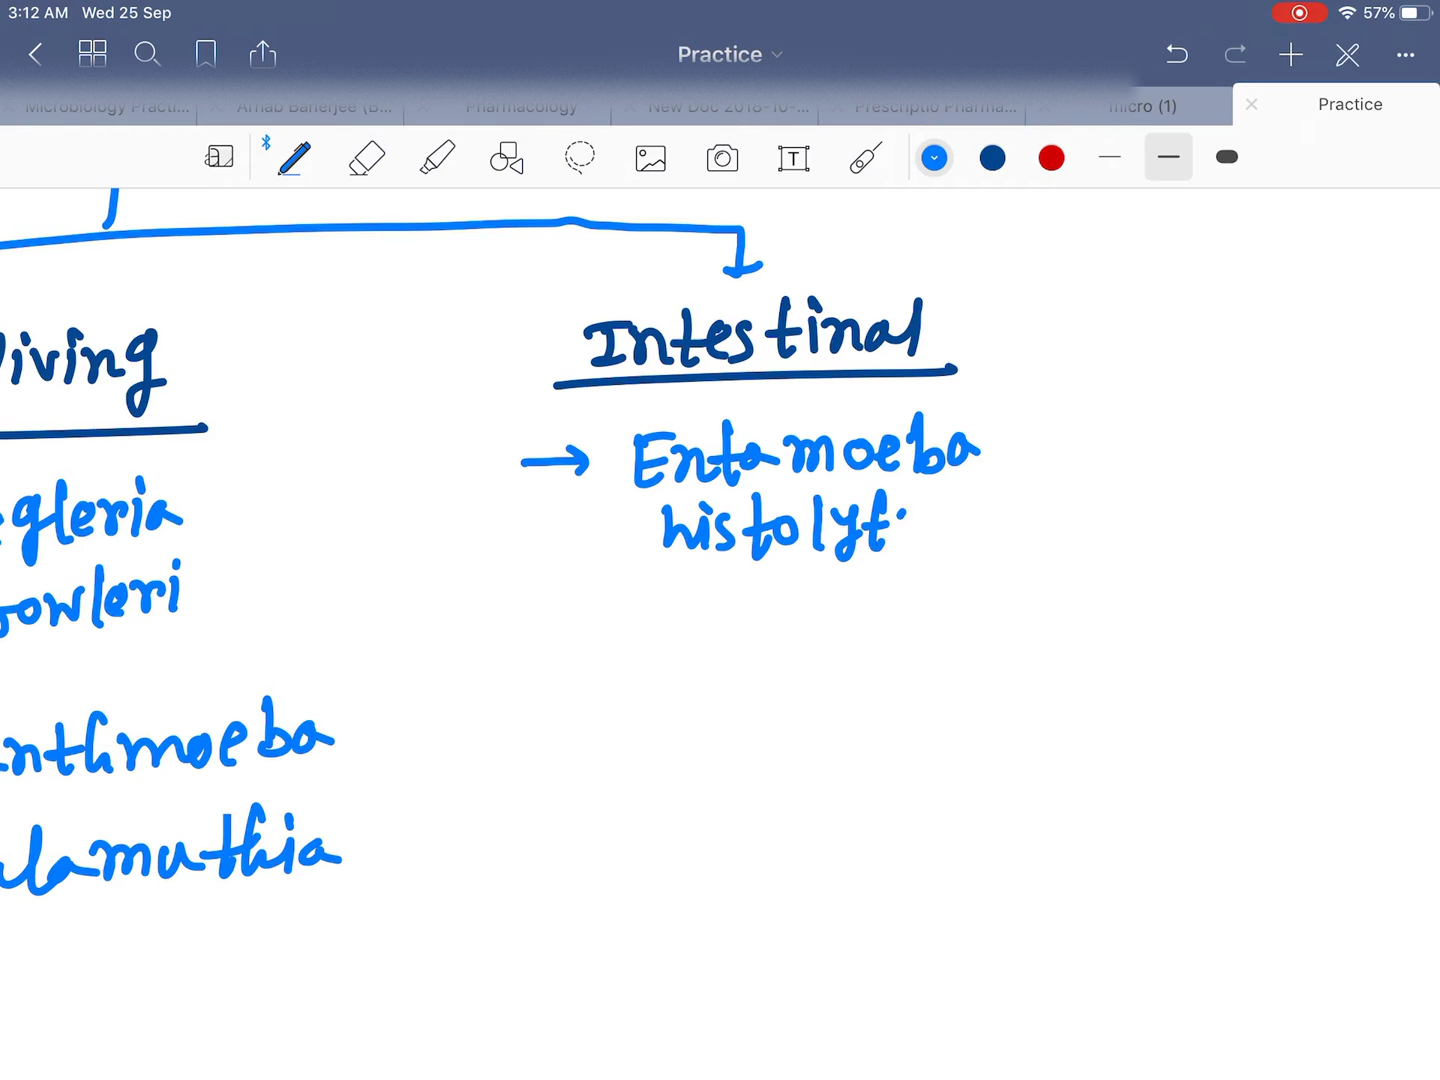 3:12 AM Wed 25 Sep
57%
Practice
Microbiology Practi...
Arnab Banerjee (B...
Pharmacology
New Doc 2018-10-...
Prescriptio Pharma...
micro (1)
Practice
living
Intestinal
→ Entamoeba
histolyt
gleria
owleri
nthmoeba
lamuthia